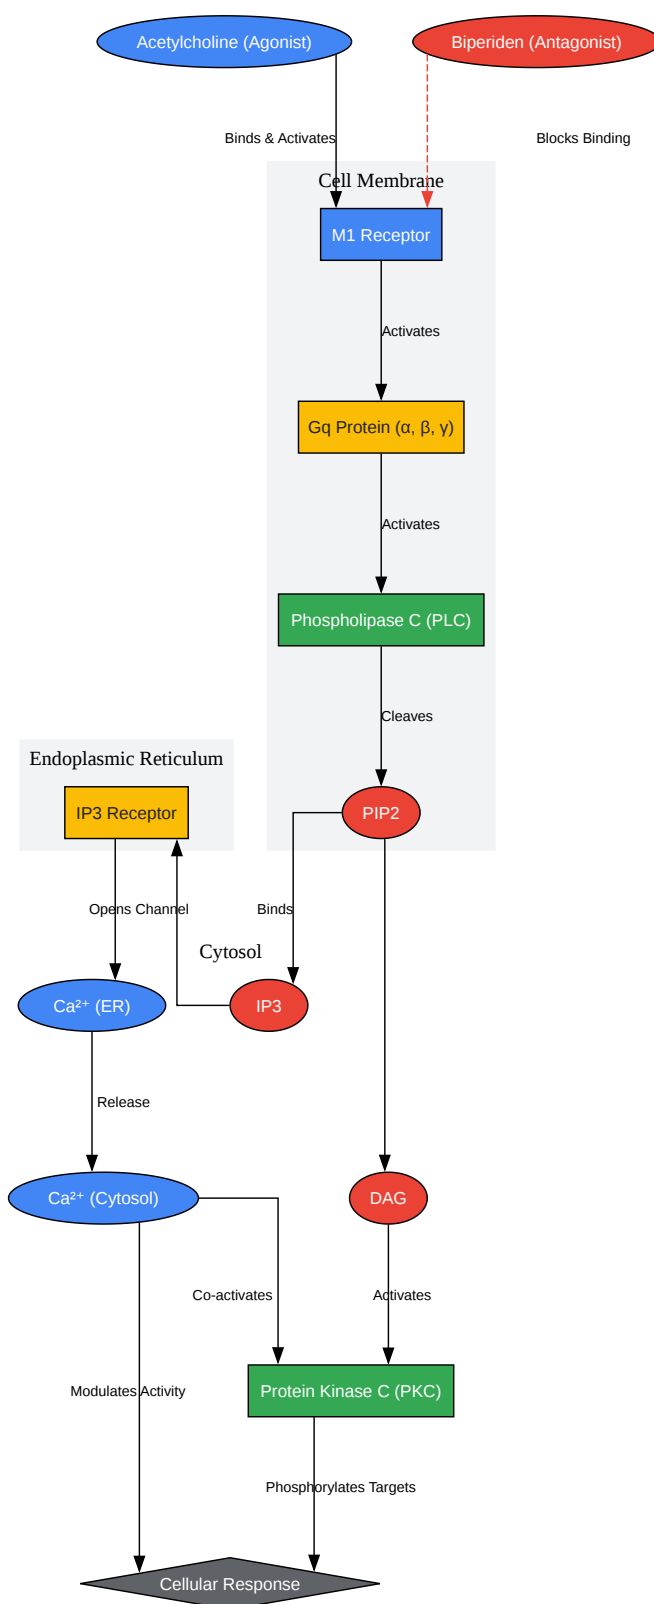 Acetylcholine (Agonist)
Biperiden (Antagonist)
Binds & Activates
Blocks Binding
Cell Membrane
M1 Receptor
Activates
Gq Protein (α, β, γ)
Activates
Phospholipase C (PLC)
Cleaves
Endoplasmic Reticulum
IP3 Receptor
PIP2
Opens Channel
Binds
Cytosol
Ca²⁺ (ER)
IP3
Release
Ca²⁺ (Cytosol)
DAG
Co-activates
Activates
Modulates Activity
Protein Kinase C (PKC)
Phosphorylates Targets
Cellular Response